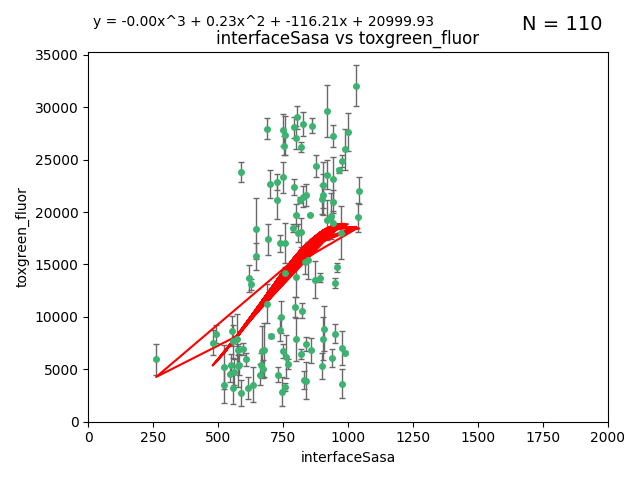 y = -0.00x^3 + 0.23x^2 + -116.21x + 20999.93
N = 110
interfaceSasa vs toxgreen_fluor
35000
30000
25000
20000
15000
10000
5000
0
toxgreen_fluor
0 250 500 750 1000 1250 1500 1750 2000
interfaceSasa